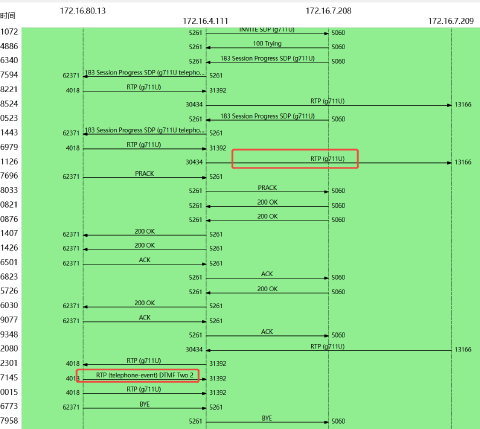 172.16.80.13 172.16.4.111 172.16.7.208 172.16.7.209
时间
1072 5261 INVITE SDP (g711U) 5060
4886 5261 100 Trying 5060
6340 5261 183 Session Progress SDP (g711U) 5060
7594 62371 183 Session Progress SDP (g711U telepho... 5261
8221 4018 RTP (g711U) 31392
8524 30434 RTP (g711U) 13166
0523 5261 183 Session Progress SDP (g711U) 5060
1443 62371 183 Session Progress SDP (g711U telepho... 5261
6979 4018 RTP (g711U) 31392
1126 30434 RTP (g711U) 13166
7696 62371 PRACK 5261
8033 5261 PRACK 5060
0821 5261 200 OK 5060
0876 5261 200 OK 5060
1407 62371 200 OK 5261
1426 62371 200 OK 5261
6501 62371 ACK 5261
6823 5261 ACK 5060
5726 5261 200 OK 5060
6030 62371 200 OK 5261
9077 62371 ACK 5261
9348 5261 ACK 5060
2080 30434 RTP (g711U) 13166
2301 4018 RTP (g711U) 31392
7145 4018 RTP (telephone-event) DTMF Two 2 31392
0015 4018 RTP (g711U) 31392
6773 62371 BYE 5261
7958 5261 BYE 5060